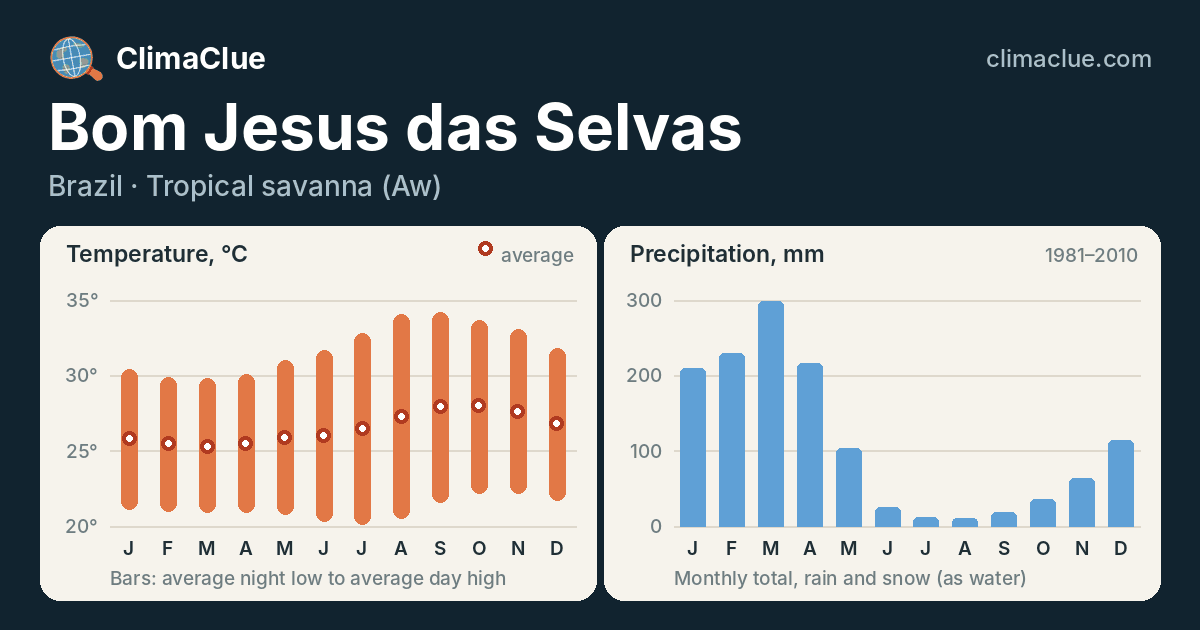 ClimaClue
climaclue.com
Bom Jesus das Selvas
Brazil · Tropical savanna (Aw)
Temperature, °C
average
35°
30°
25°
20°
J F M A M J J A S O N D
Bars: average night low to average day high
Precipitation, mm
1981–2010
300
200
100
0
J F M A M J J A S O N D
Monthly total, rain and snow (as water)